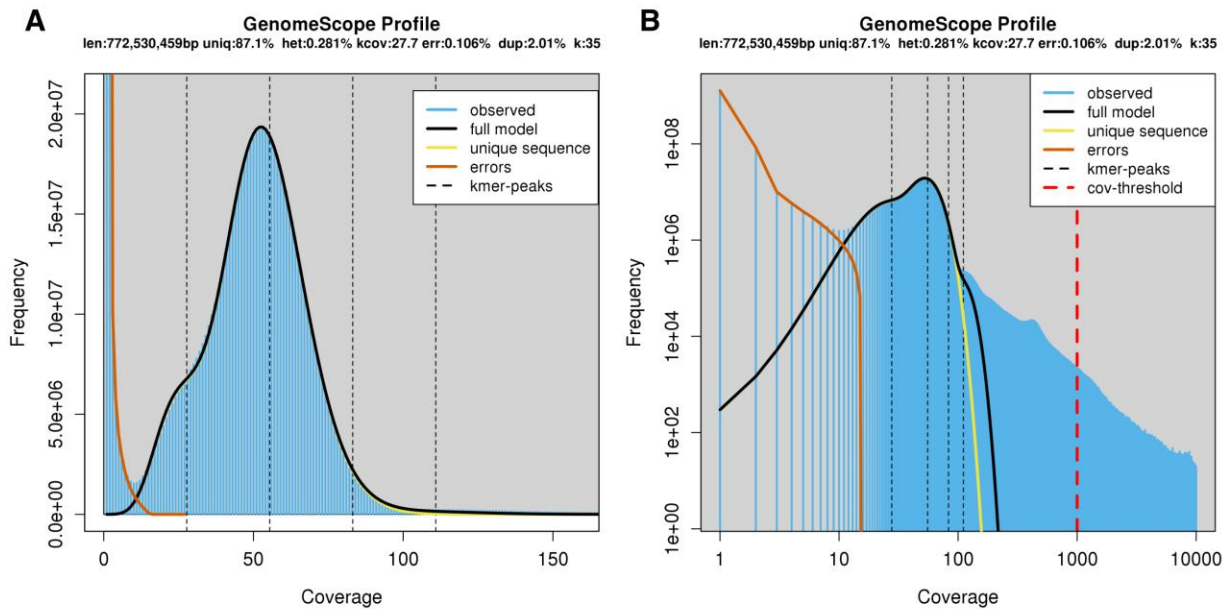 A
GenomeScope Profile
len:772,530,459bp uniq:87.1% het:0.281% kcov:27.7 err:0.106% dup:2.01% k:35
Frequency
0.0e+00
5.0e+06
1.0e+07
1.5e+07
2.0e+07
observed
full model
unique sequence
errors
kmer-peaks
0
50
100
150
Coverage
B
GenomeScope Profile
len:772,530,459bp uniq:87.1% het:0.281% kcov:27.7 err:0.106% dup:2.01% k:35
Frequency
1e+00
1e+02
1e+04
1e+06
1e+08
observed
full model
unique sequence
errors
kmer-peaks
cov-threshold
1
10
100
1000
10000
Coverage